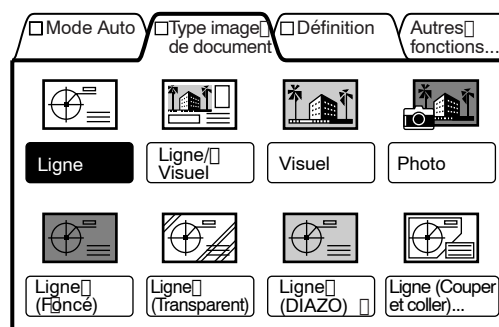 Mode Auto
Type image
de document
Définition
Autres
fonctions...
Ligne
Ligne/
Visuel
Visuel
Photo
Ligne
(Foncé)
Ligne
(Transparent)
Ligne
(DIAZO)
Ligne (Couper
et coller)...